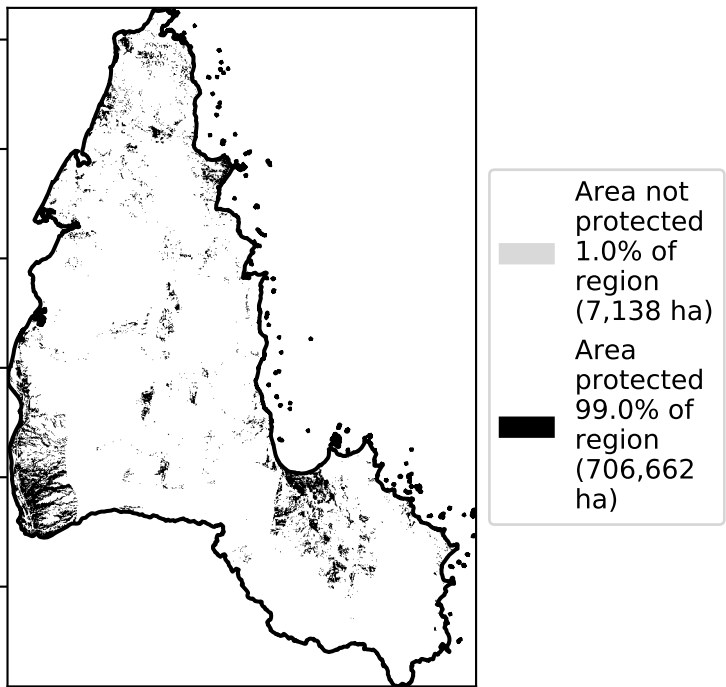 Area not
protected
1.0% of
region
(7,138 ha)
Area
protected
99.0% of
region
(706,662
ha)